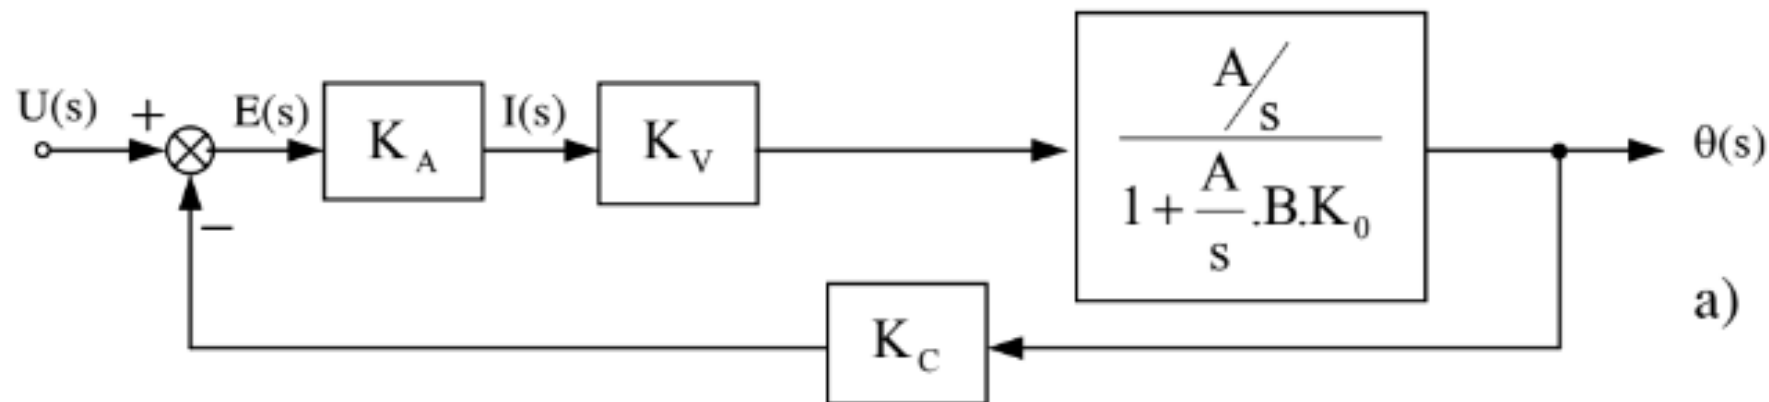 U(s) + E(s) K_A I(s) K_V A/s θ(s)
1 + A/s .B.K_0
−
K_C
a)